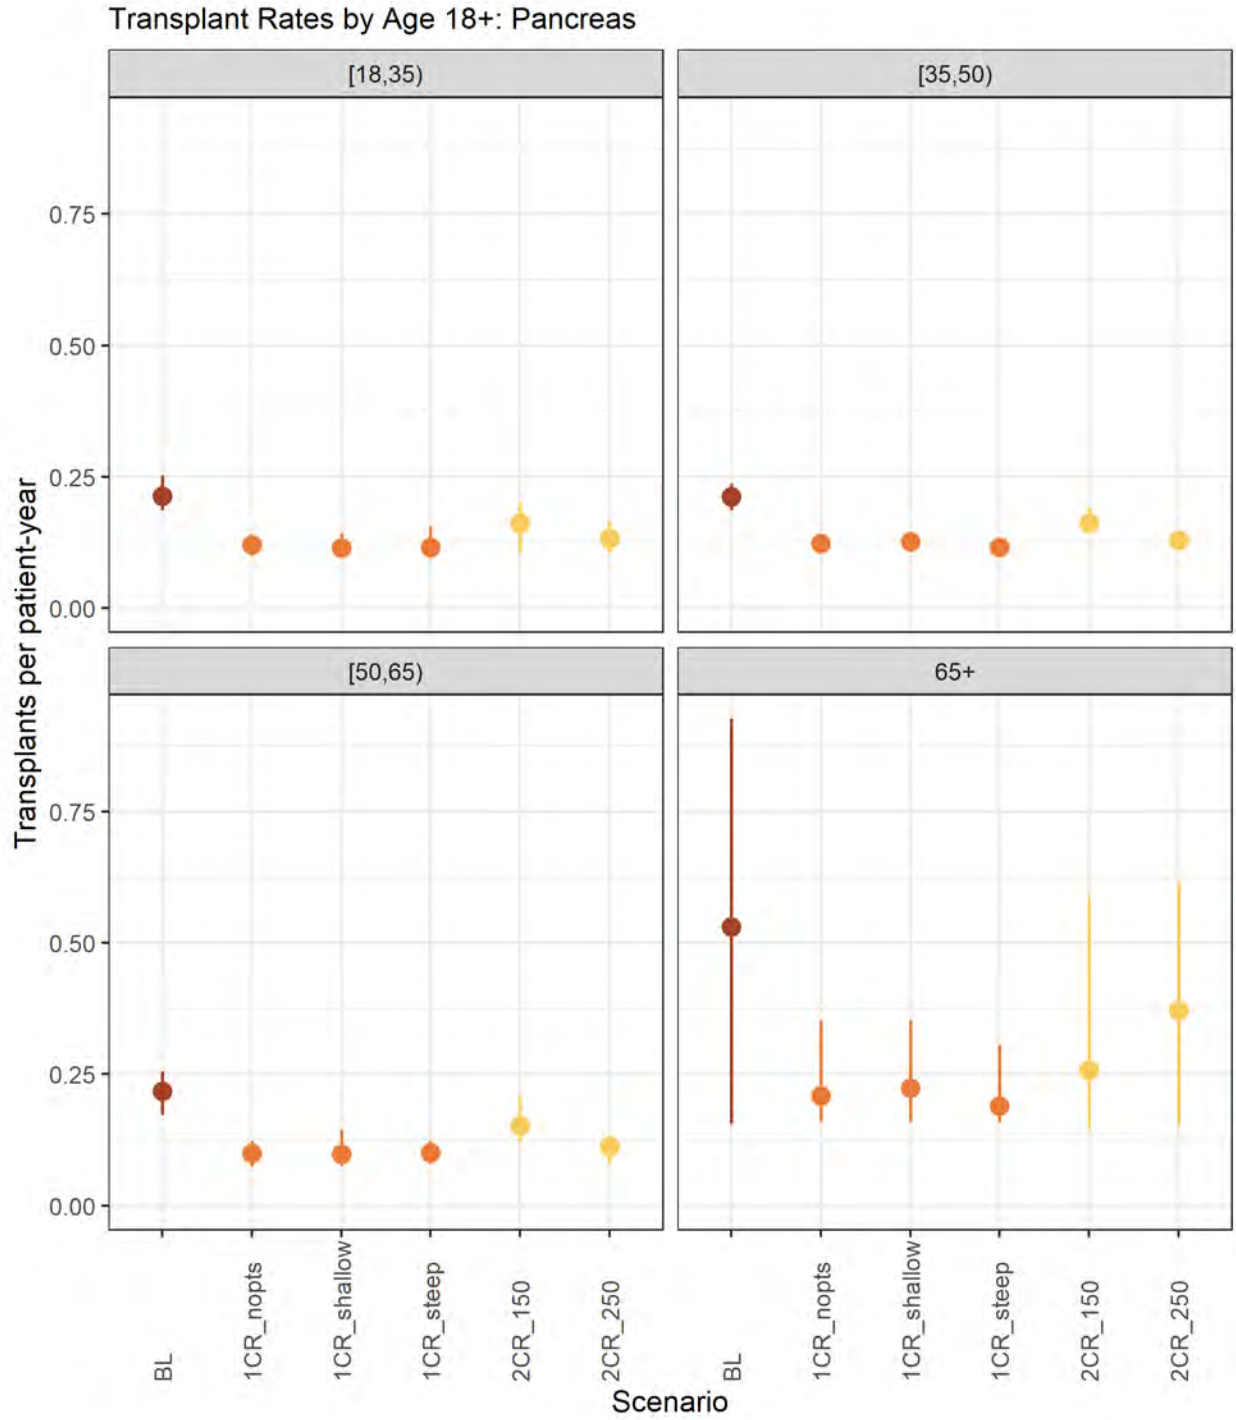 Transplant Rates by Age 18+: Pancreas
[18,35)
[35,50)
0.75
0.50
0.25
0.00
[50,65)
65+
0.75
0.50
0.25
0.00
Transplants per patient-year
BL
1CR_nopts
1CR_shallow
1CR_steep
2CR_150
2CR_250
BL
1CR_nopts
1CR_shallow
1CR_steep
2CR_150
2CR_250
Scenario